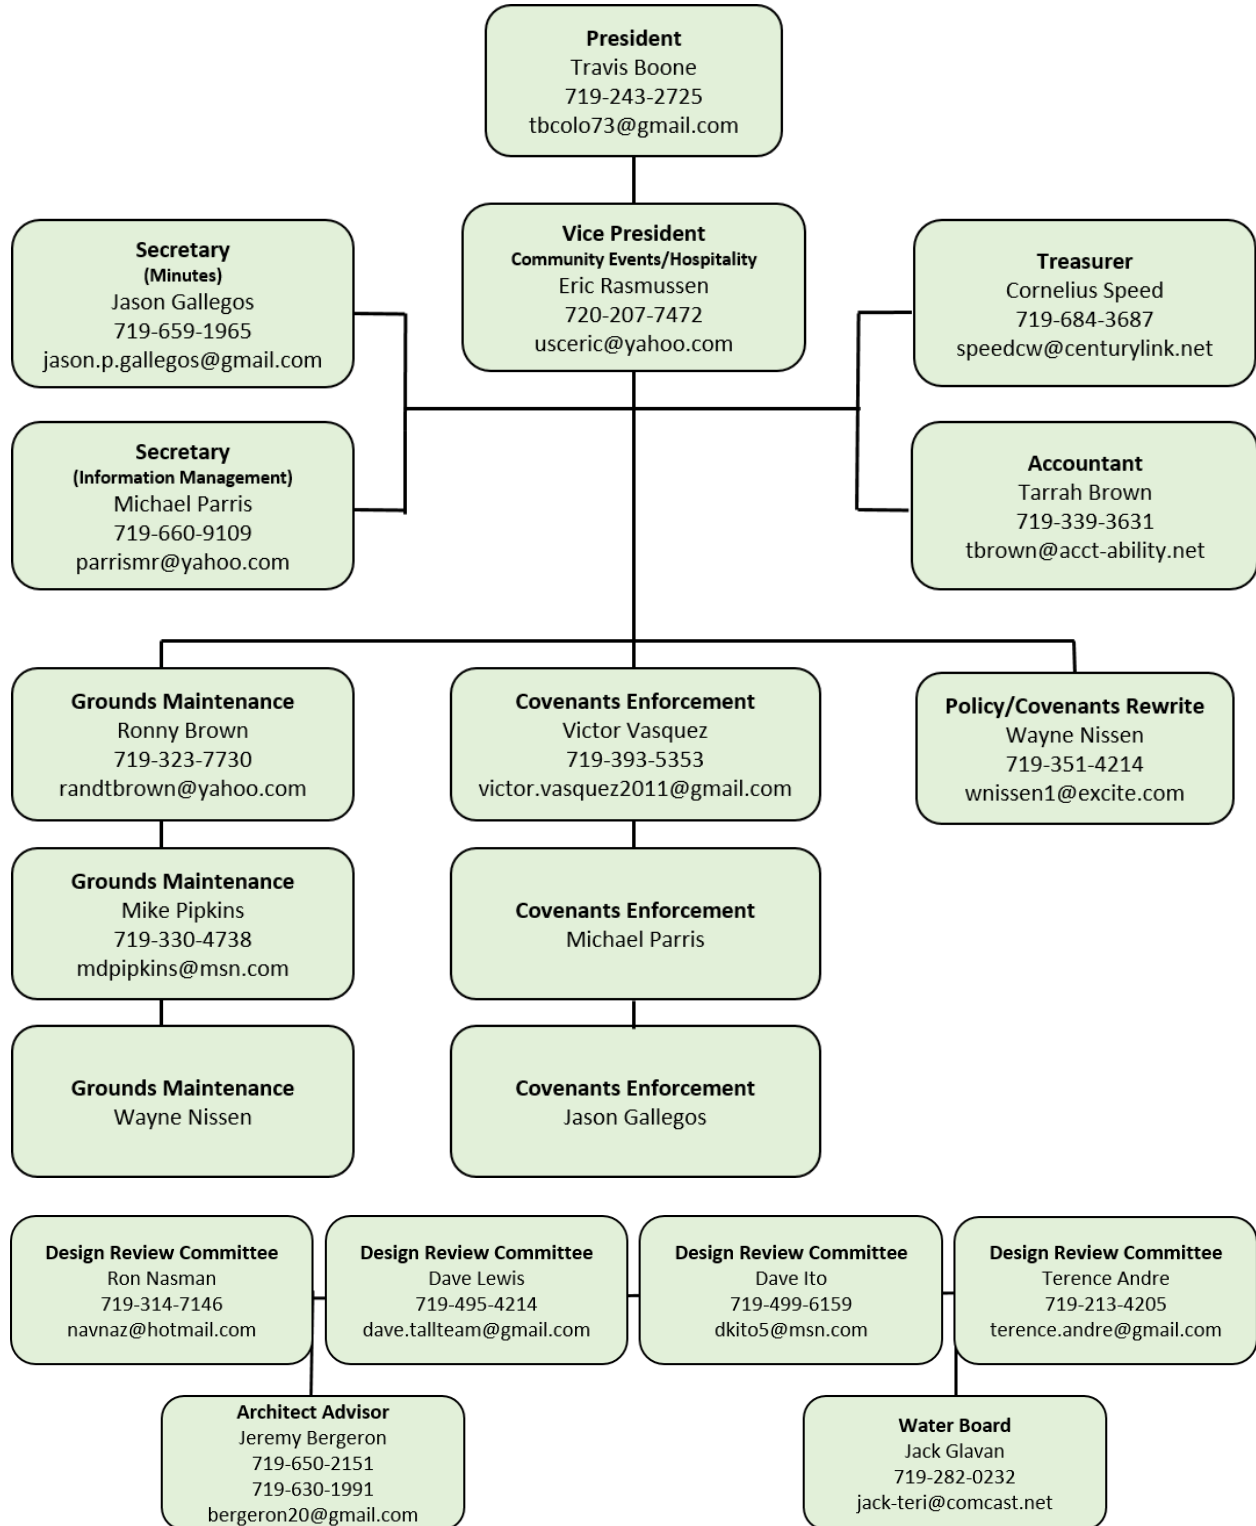 President
Travis Boone
719-243-2725
tbcolo73@gmail.com
Secretary
(Minutes)
Jason Gallegos
719-659-1965
jason.p.gallegos@gmail.com
Vice President
Community Events/Hospitality
Eric Rasmussen
720-207-7472
usceric@yahoo.com
Treasurer
Cornelius Speed
719-684-3687
speedcw@centurylink.net
Secretary
(Information Management)
Michael Parris
719-660-9109
parrismr@yahoo.com
Accountant
Tarrah Brown
719-339-3631
tbrown@acct-ability.net
Grounds Maintenance
Ronny Brown
719-323-7730
randtbrown@yahoo.com
Covenants Enforcement
Victor Vasquez
719-393-5353
victor.vasquez2011@gmail.com
Policy/Covenants Rewrite
Wayne Nissen
719-351-4214
wnissen1@excite.com
Grounds Maintenance
Mike Pipkins
719-330-4738
mdpipkins@msn.com
Covenants Enforcement
Michael Parris
Grounds Maintenance
Wayne Nissen
Covenants Enforcement
Jason Gallegos
Design Review Committee
Ron Nasman
719-314-7146
navnaz@hotmail.com
Design Review Committee
Dave Lewis
719-495-4214
dave.tallteam@gmail.com
Design Review Committee
Dave Ito
719-499-6159
dkito5@msn.com
Design Review Committee
Terence Andre
719-213-4205
terence.andre@gmail.com
Architect Advisor
Jeremy Bergeron
719-650-2151
719-630-1991
bergeron20@gmail.com
Water Board
Jack Glavan
719-282-0232
jack-teri@comcast.net